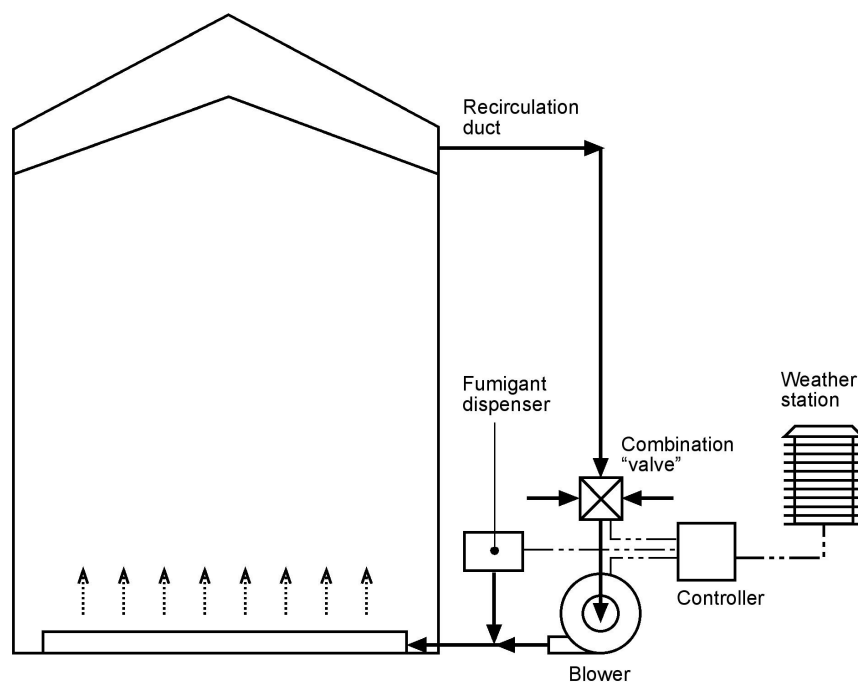 Recirculation
duct
Fumigant
dispenser
Weather
station
Combination
“valve”
Controller
Blower